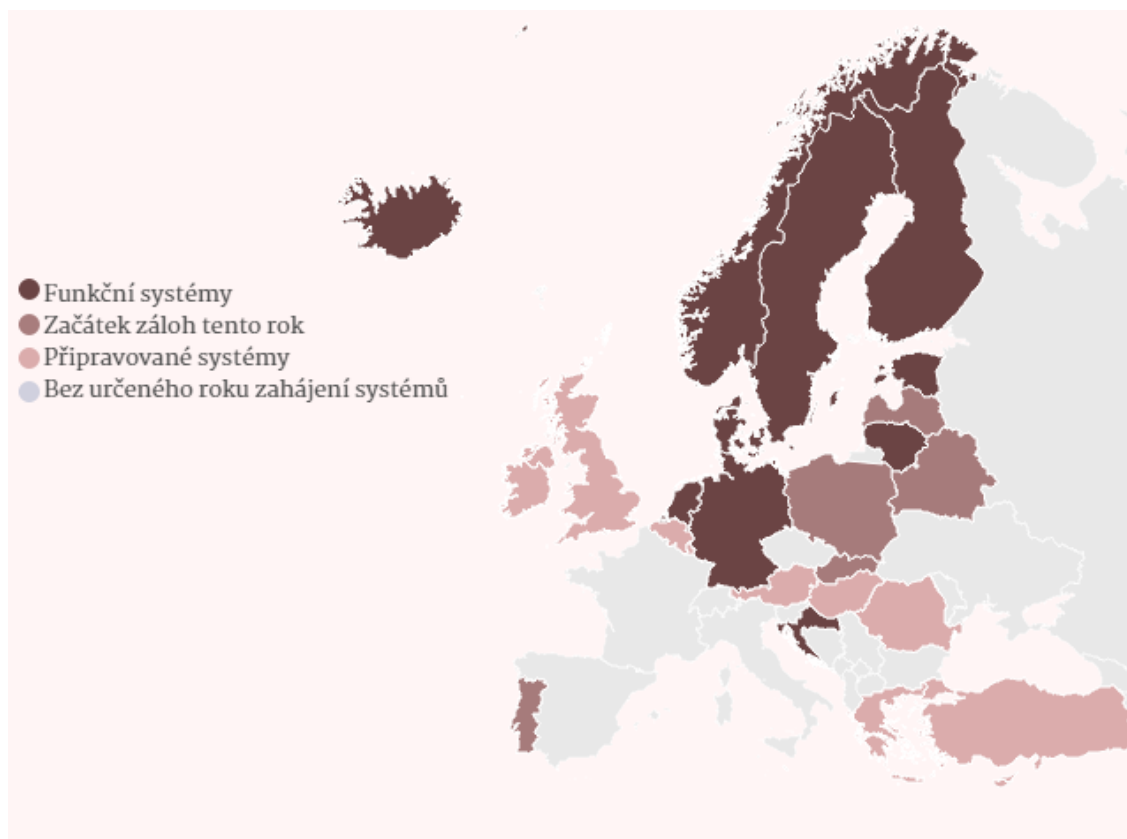 Funkční systémy
Začátek záloh tento rok
Připravované systémy
Bez určeného roku zahájení systémů